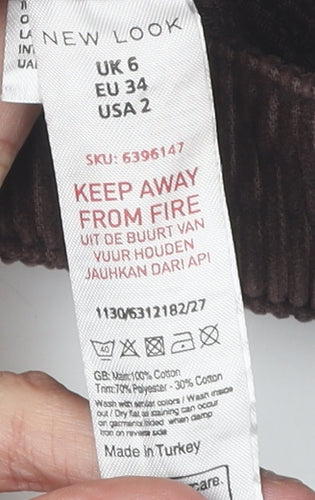 NEW LOOK
UK 6
EU 34
USA 2
SKU: 6396147
KEEP AWAY
FROM FIRE
UIT DE BUURT VAN
VUUR HOUDEN
JAUHKAN DARI API
1130/6312182/27
40
GB: Main:100% Cotton
Trim:70% Polyester - 30% Cotton
Wash with similar colors / Wash inside
out / Dry flat as staining can occur
on garments folded when damp
Iron on reverse side
Made in Turkey
care.